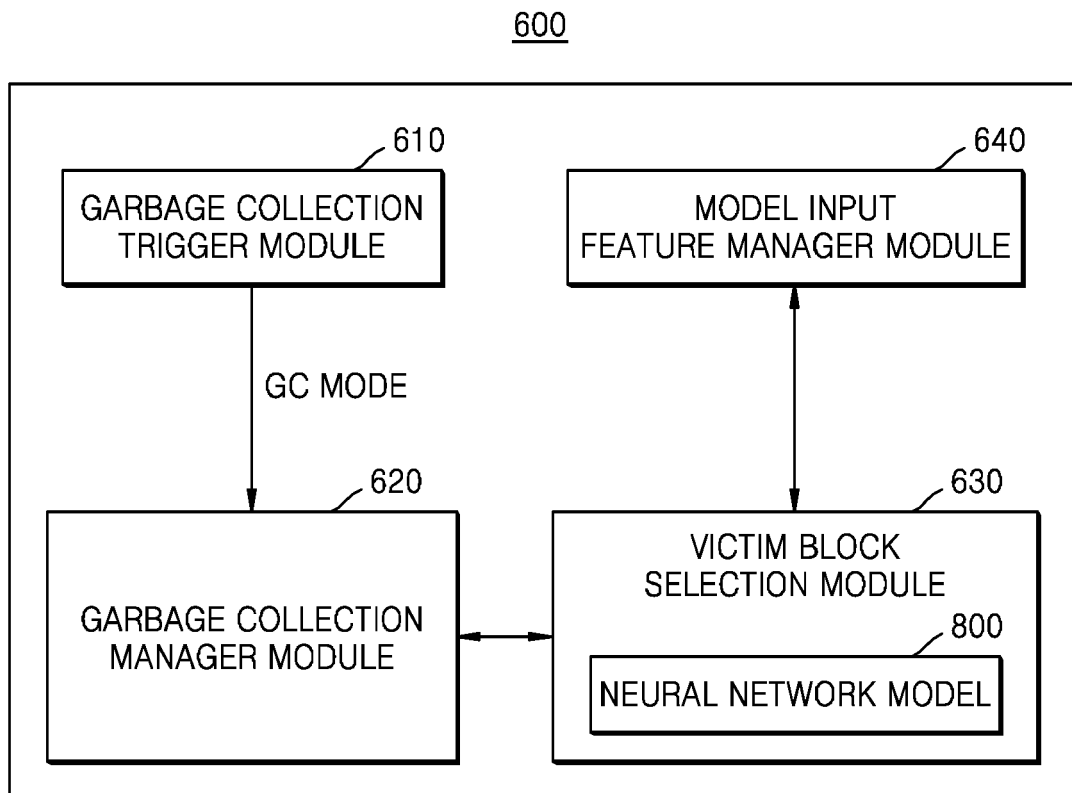 600
610
GARBAGE COLLECTION
TRIGGER MODULE
640
MODEL INPUT
FEATURE MANAGER MODULE
GC MODE
620
GARBAGE COLLECTION
MANAGER MODULE
630
VICTIM BLOCK
SELECTION MODULE
800
NEURAL NETWORK MODEL